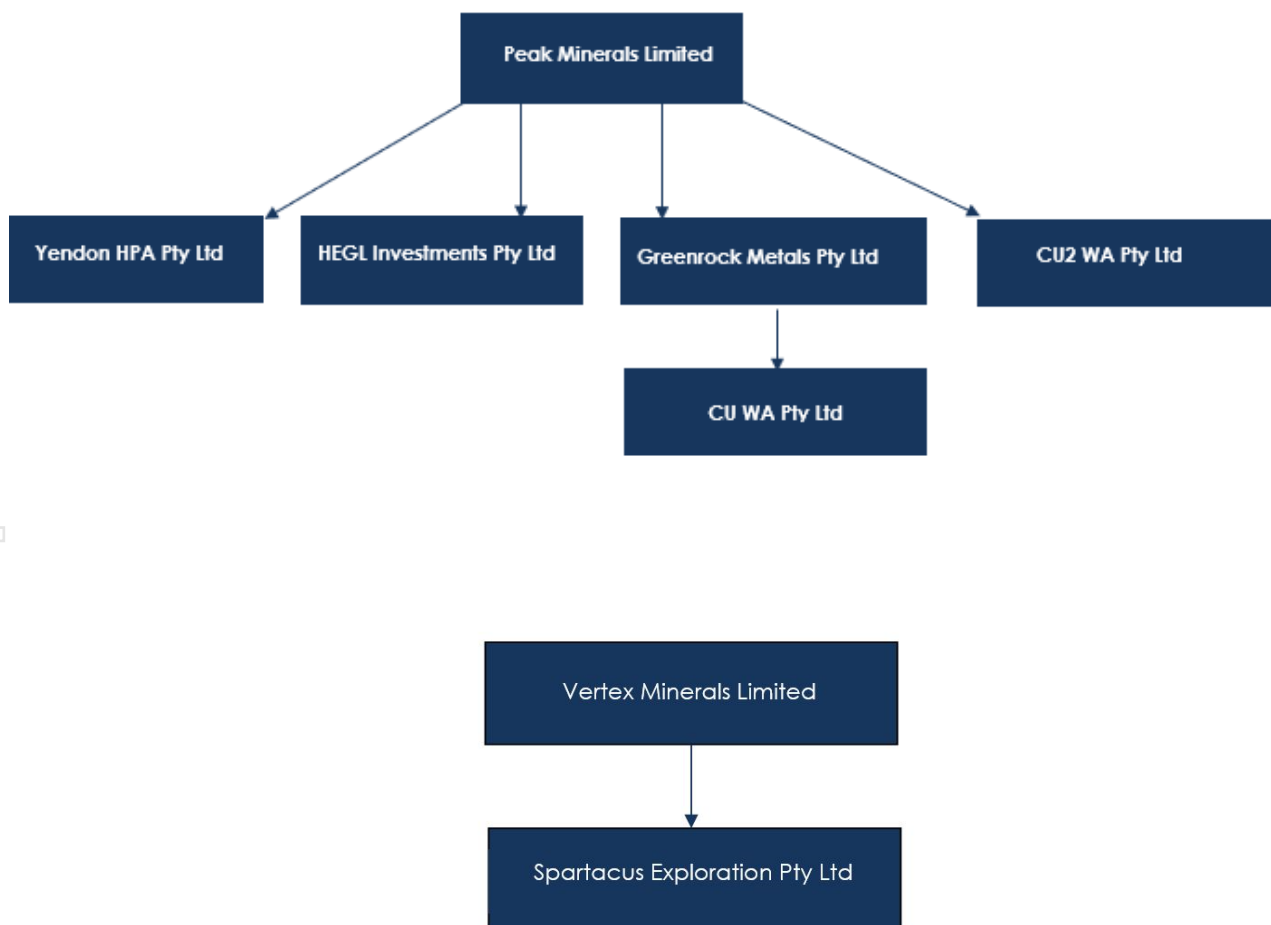 Peak Minerals Limited
Yendon HPA Pty Ltd
HEGL Investments Pty Ltd
Greenrock Metals Pty Ltd
CU2 WA Pty Ltd
CU WA Pty Ltd
Vertex Minerals Limited
Spartacus Exploration Pty Ltd